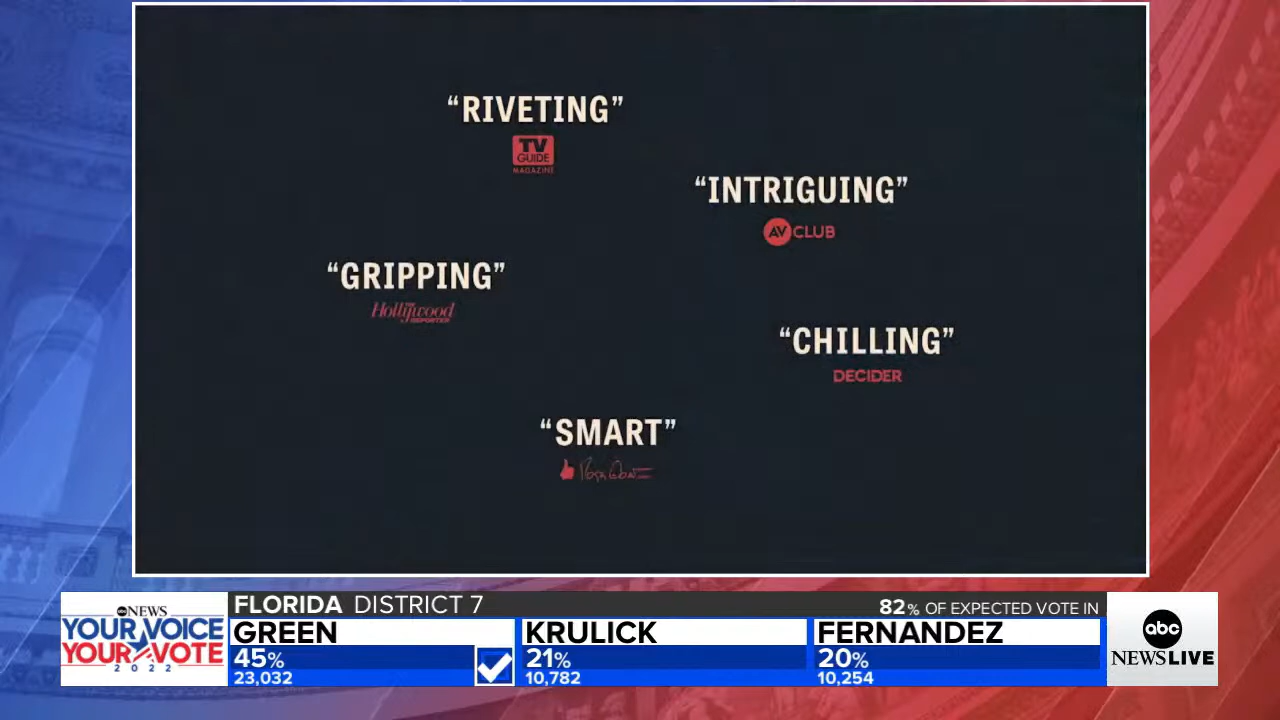 “RIVETING”
TV
GUIDE
MAGAZINE
“INTRIGUING”
AV CLUB
“GRIPPING”
THE
Hollywood
REPORTER
“CHILLING”
DECIDER
“SMART”
abc NEWS
YOUR VOICE
YOUR VOTE
2022
FLORIDA DISTRICT 7
82% OF EXPECTED VOTE IN
GREEN
45%
23,032
KRULICK
21%
10,782
FERNANDEZ
20%
10,254
abc
NEWS LIVE